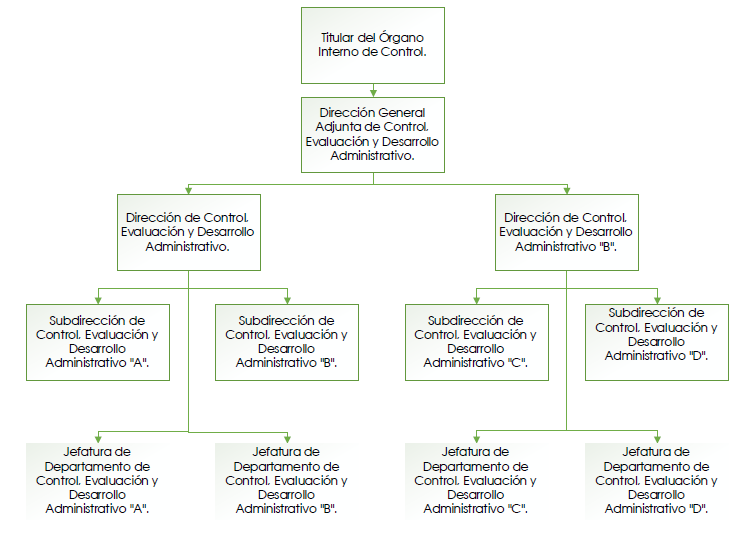 Titular del Órgano
Interno de Control.
Dirección General
Adjunta de Control,
Evaluación y Desarrollo
Administrativo.
Dirección de Control,
Evaluación y Desarrollo
Administrativo.
Dirección de Control,
Evaluación y Desarrollo
Administrativo "B".
Subdirección de
Control, Evaluación y
Desarrollo
Administrativo "A".
Subdirección de
Control, Evaluación y
Desarrollo
Administrativo "B".
Subdirección de
Control, Evaluación y
Desarrollo
Administrativo "C".
Subdirección de
Control, Evaluación y
Desarrollo
Administrativo "D".
Jefatura de
Departamento de
Control, Evaluación y
Desarrollo
Administrativo "A".
Jefatura de
Departamento de
Control, Evaluación y
Desarrollo
Administrativo "B".
Jefatura de
Departamento de
Control, Evaluación y
Desarrollo
Administrativo "C".
Jefatura de
Departamento de
Control, Evaluación y
Desarrollo
Administrativo "D".